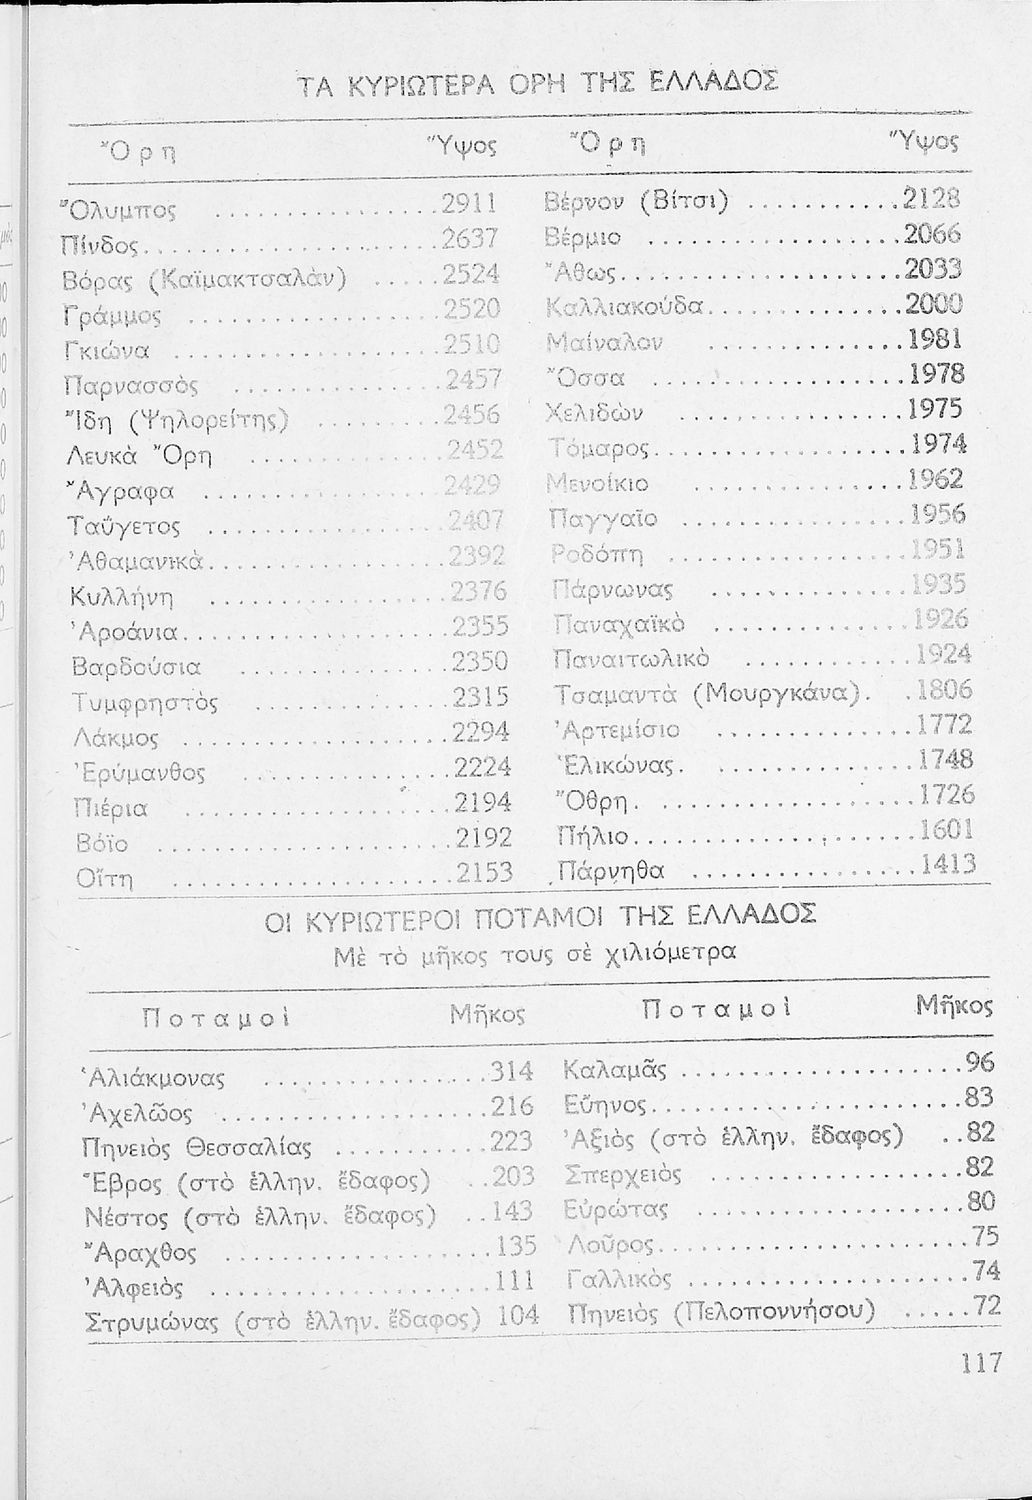 ΤΑ ΚΥΡΙΩΤΕΡΑ ΟΡΗ ΤΗΣ ΕΛΛΑΔΟΣ
Ὄρη Ὕψος Ὄρη Ὕψος
Ὄλυμπος ................2911 Βέρνον (Βίτσι) ...........2128
Πίνδος.....................2637 Βέρμιο ..................2066
Βόρας (Καϊμακτσαλὰν) .....2524 Ἄθως....................2033
Γράμμος ..................2520 Καλλιακούδα..............2000
Γκιώνα ...................2510 Μαίναλον ..............1981
Παρνασσὸς ...............2457 Ὄσσα ..................1978
Ἴδη (Ψηλορείτης) .........2456 Χελιδὼν ...............1975
Λευκὰ Ὄρη ..............2452 Τόμαρος..................1974
Ἄγραφα .................2429 Μενοίκιο ...............1962
Ταΰγετος .................2407 Παγγαῖο ................1956
Ἀθαμανικὰ.................2392 Ροδόπη .................1951
Κυλλήνη .................2376 Πάρνωνας ..............1935
Ἀροάνια...................2355 Παναχαϊκὸ ..............1926
Βαρδούσια ...............2350 Παναιτωλικὸ ............1924
Τυμφρηστὸς ..............2315 Τσαμαντὰ (Μουργκάνα). .1806
Λάκμος ...................2294 Ἀρτεμίσιο ..............1772
Ἐρύμανθος ...............2224 Ἑλικώνας. ..............1748
Πιέρια ...................2194 Ὄθρη. ..................1726
Βόϊο .....................2192 Πήλιο....................1601
Οἴτη ....................2153 Πάρνηθα ................1413
ΟΙ ΚΥΡΙΩΤΕΡΟΙ ΠΟΤΑΜΟΙ ΤΗΣ ΕΛΛΑΔΟΣ
Μὲ τὸ μῆκος τους σὲ χιλιόμετρα
Ποταμοὶ Μῆκος Ποταμοὶ Μῆκος
Ἁλιάκμονας ................314 Καλαμᾶς ....................96
Ἀχελῶος ...................216 Εὔηνος......................83
Πηνειὸς Θεσσαλίας ...........223 Ἀξιὸς (στὸ ἑλλην. ἔδαφος) ..82
Ἕβρος (στὸ ἑλλην. ἔδαφος) ..203 Σπερχειὸς ..................82
Νέστος (στὸ ἑλλην. ἔδαφος) ..143 Εὐρώτας ...................80
Ἄραχθος ...................135 Λοῦρος......................75
Ἀλφειὸς ....................111 Γαλλικὸς ....................74
Στρυμώνας (στὸ ἑλλην. ἔδαφος) 104 Πηνειὸς (Πελοποννήσου) .....72
117